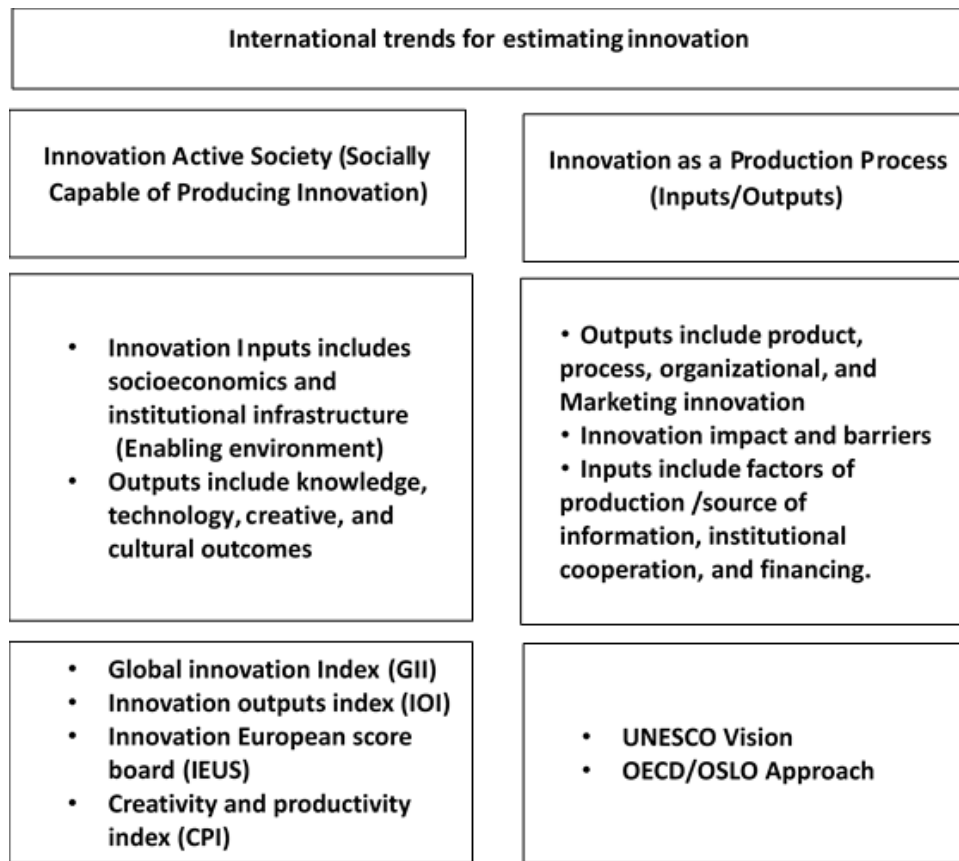 International trends for estimating innovation
Innovation Active Society (Socially
Capable of Producing Innovation)
• Innovation Inputs includes
socioeconomics and
institutional infrastructure
(Enabling environment)
• Outputs include knowledge,
technology, creative, and
cultural outcomes
• Global innovation Index (GII)
• Innovation outputs index (IOI)
• Innovation European score
board (IEUS)
• Creativity and productivity
index (CPI)
Innovation as a Production Process
(Inputs/Outputs)
• Outputs include product,
process, organizational, and
Marketing innovation
• Innovation impact and barriers
• Inputs include factors of
production /source of
information, institutional
cooperation, and financing.
• UNESCO Vision
• OECD/OSLO Approach